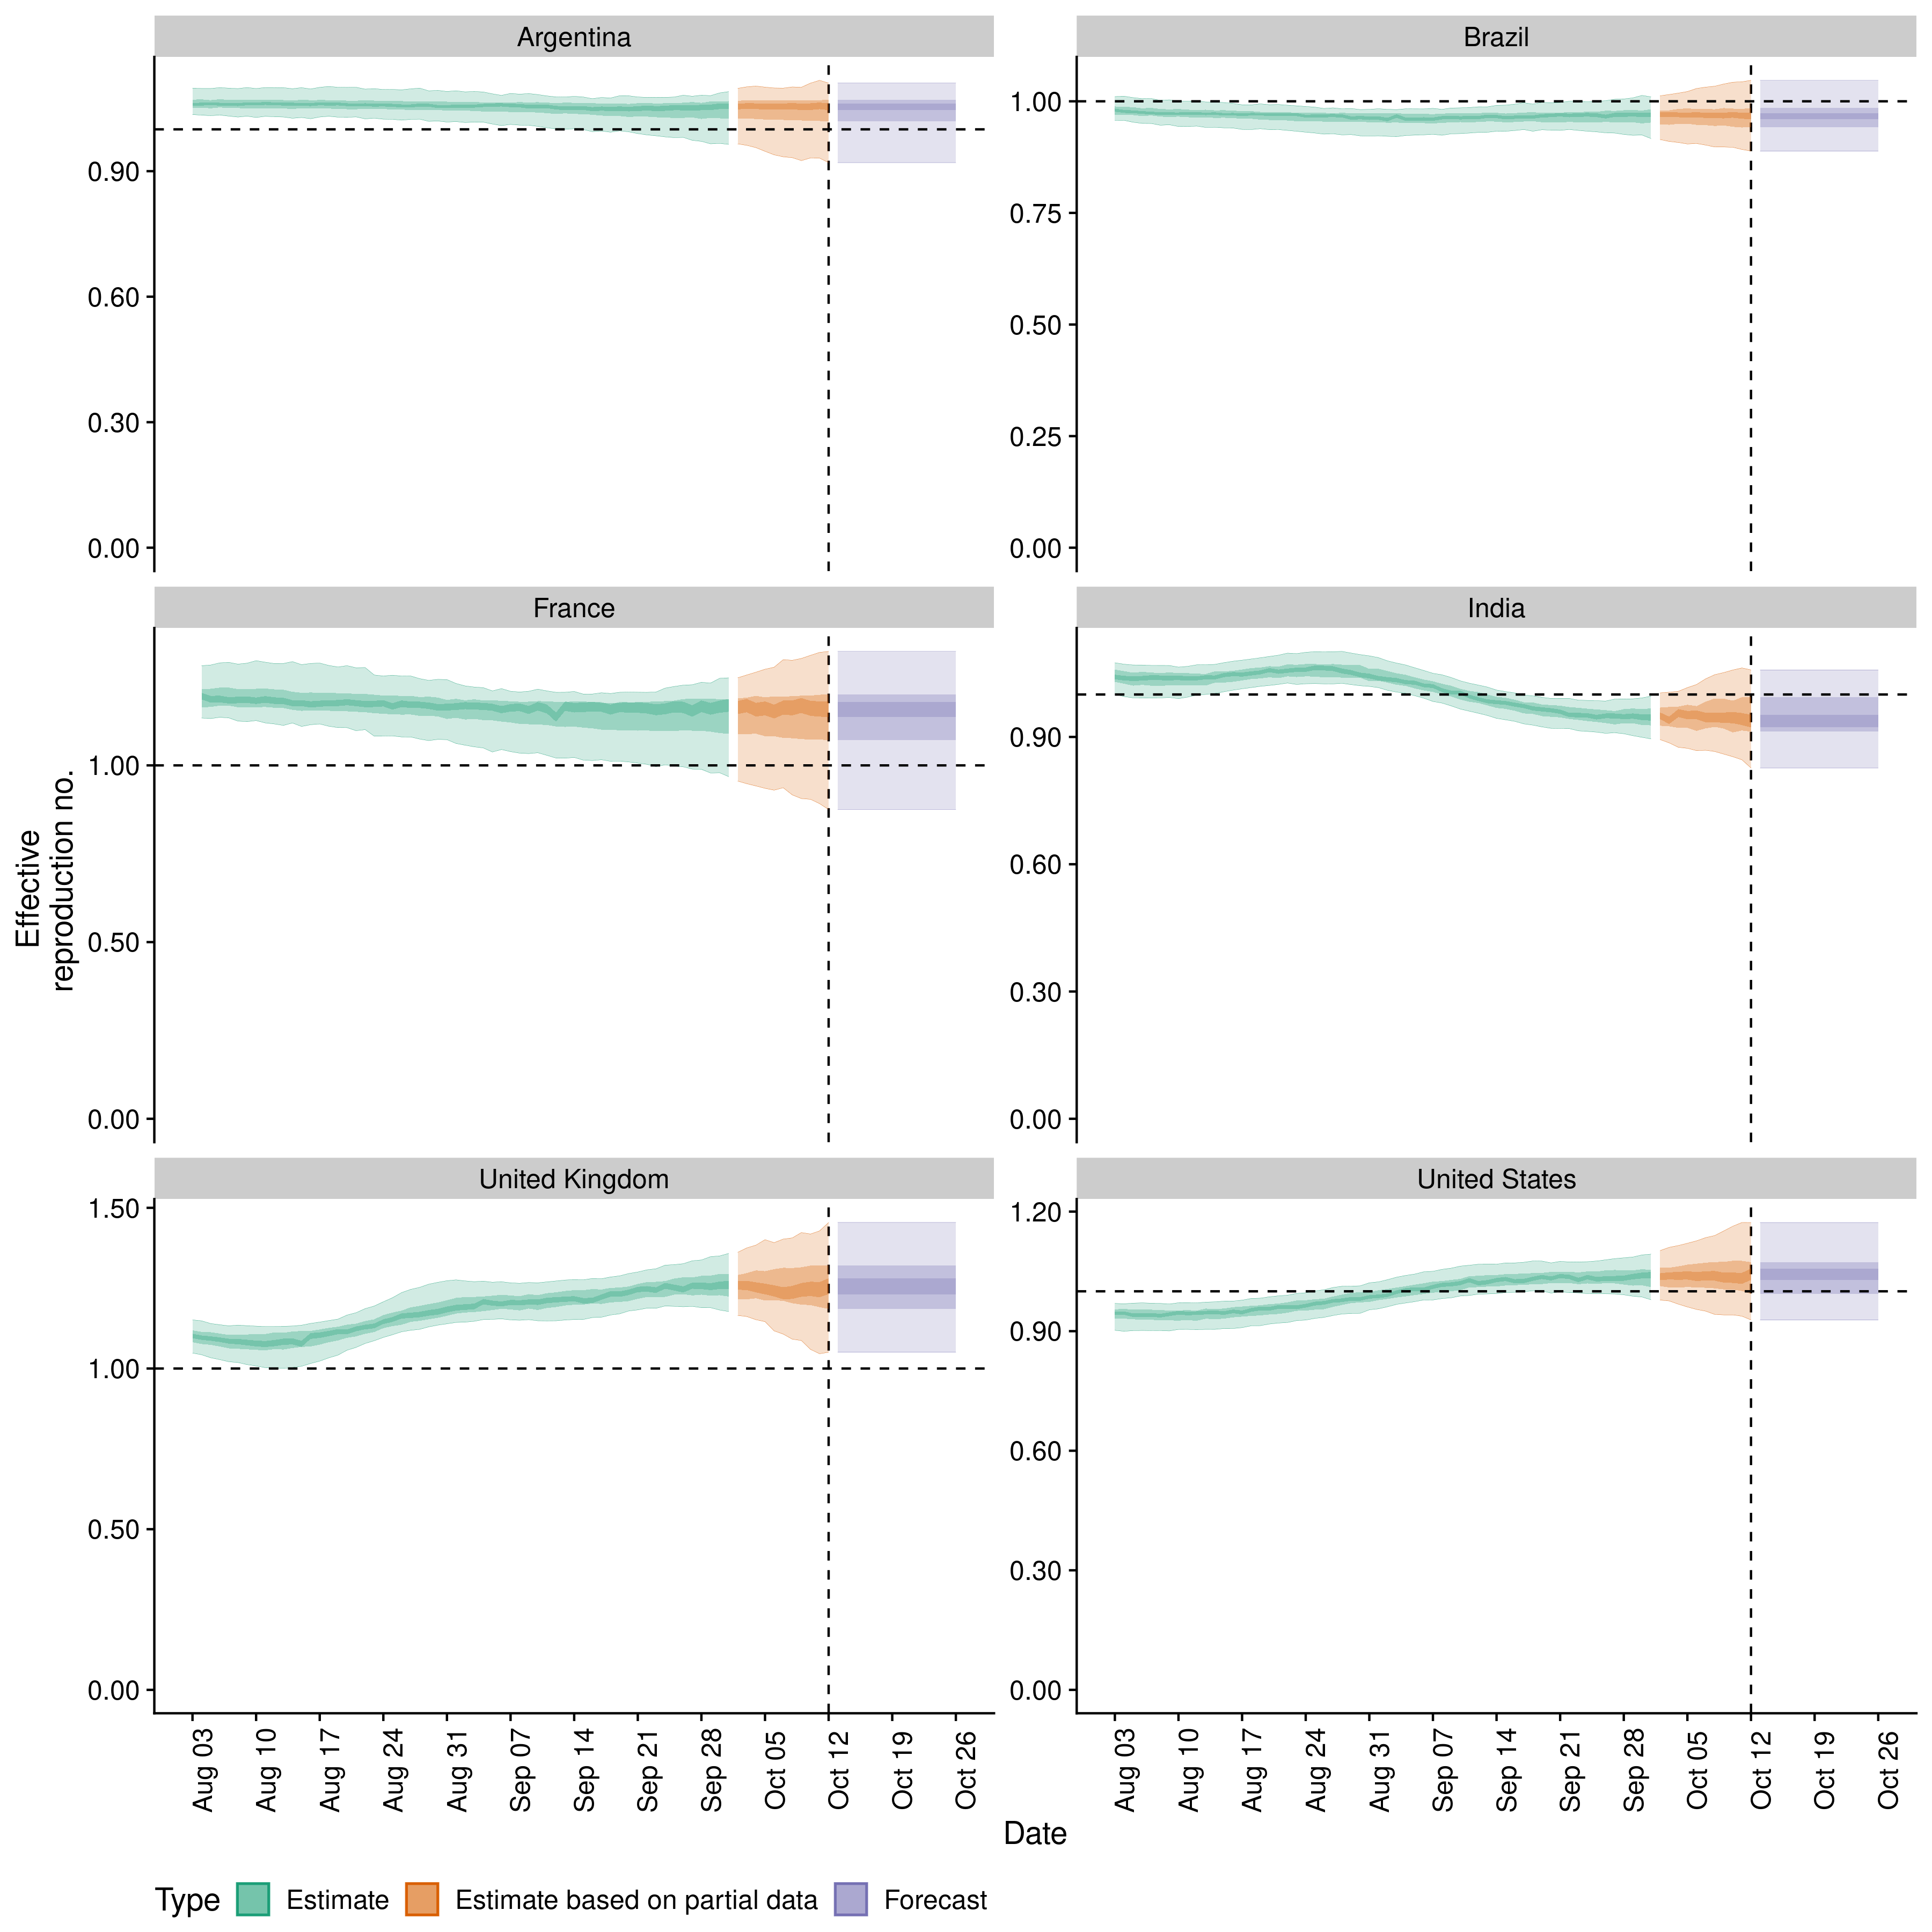 Argentina
Brazil
0.90
0.60
0.30
0.00
1.00
0.75
0.50
0.25
0.00
France
India
1.00
0.50
0.00
0.90
0.60
0.30
0.00
Effective
reproduction no.
United Kingdom
United States
1.50
1.00
0.50
0.00
1.20
0.90
0.60
0.30
0.00
Aug 03
Aug 10
Aug 17
Aug 24
Aug 31
Sep 07
Sep 14
Sep 21
Sep 28
Oct 05
Oct 12
Oct 19
Oct 26
Aug 03
Aug 10
Aug 17
Aug 24
Aug 31
Sep 07
Sep 14
Sep 21
Sep 28
Oct 05
Oct 12
Oct 19
Oct 26
Date
Type Estimate Estimate based on partial data Forecast